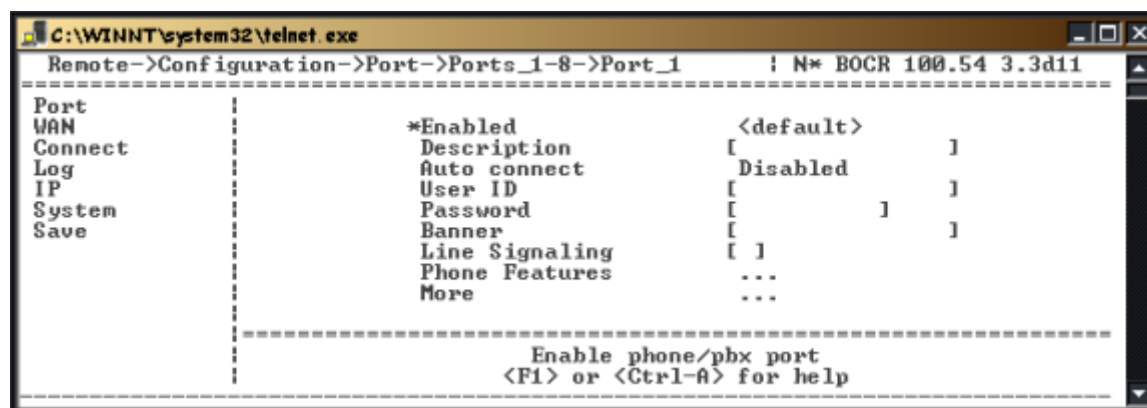 C:\WINNT\system32\telnet.exe
Remote->Configuration->Port->Ports_1-8->Port_1 ¦ N* BOCR 100.54 3.3d11
Port
WAN *Enabled <default>
Connect Description [ ]
Log Auto connect Disabled
IP User ID [ ]
System Password [ ]
Save Banner [ ]
Line Signaling [ ]
Phone Features ...
More ...
Enable phone/pbx port
<F1> or <Ctrl-A> for help